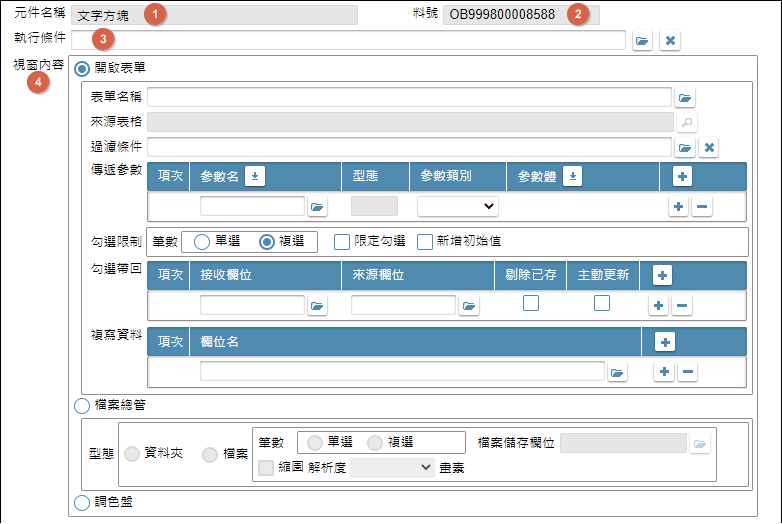 元件名稱 文字方塊 1 料號 OB999800008588 2
執行條件 3
視窗內容 4 開啟表單
表單名稱
來源表格
過濾條件
傳遞參數 項次 參數名 型態 參數類別 參數體
勾選限制 筆數 單選 複選 限定勾選 新增初始值
勾選帶回 項次 接收欄位 來源欄位 剔除已存 主動更新
複寫資料 項次 欄位名
檔案總管
型態 資料夾 檔案 筆數 單選 複選 檔案儲存欄位
縮圖 解析度 畫素
調色盤